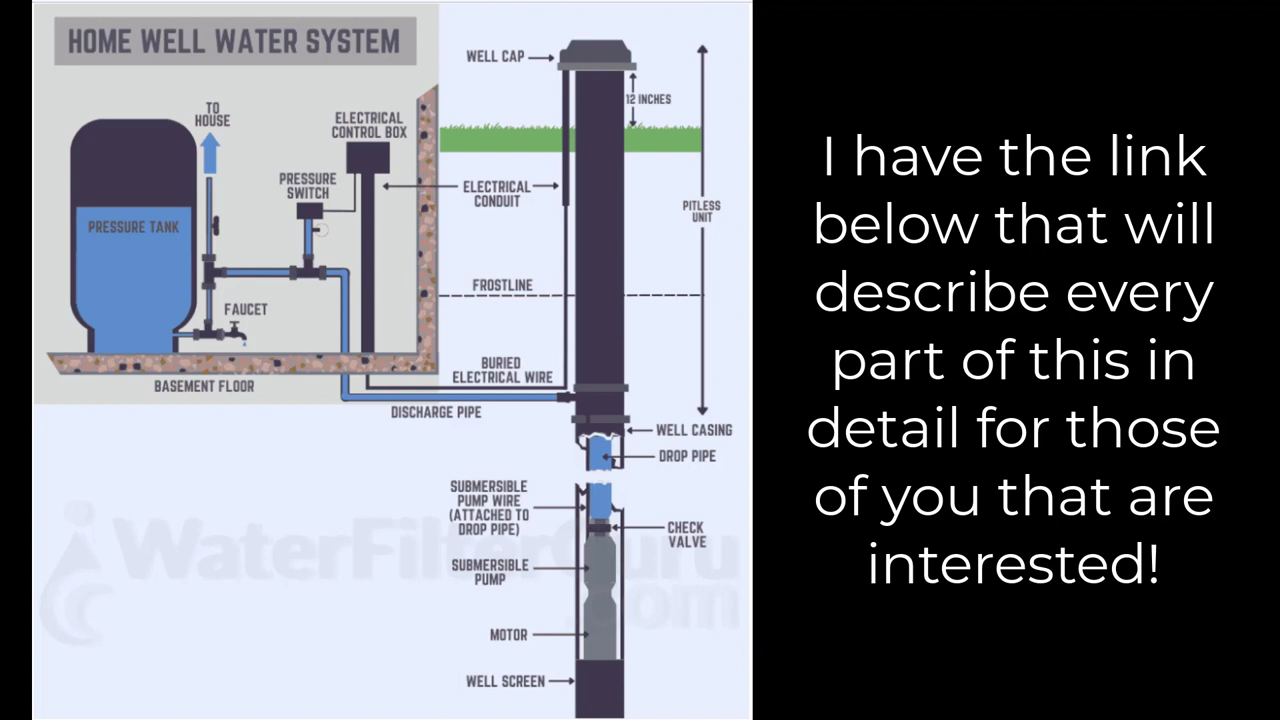 HOME WELL WATER SYSTEM
WELL CAP
12 INCHES
TO
HOUSE
ELECTRICAL
CONTROL BOX
PRESSURE
SWITCH
ELECTRICAL
CONDUIT
PITLESS
UNIT
PRESSURE TANK
FROSTLINE
FAUCET
BURIED
ELECTRICAL WIRE
BASEMENT FLOOR
DISCHARGE PIPE
WELL CASING
DROP PIPE
SUBMERSIBLE
PUMP WIRE
(ATTACHED TO
DROP PIPE)
CHECK
VALVE
SUBMERSIBLE
PUMP
MOTOR
WELL SCREEN
WaterFilterGuru
.com
I have the link
below that will
describe every
part of this in
detail for those
of you that are
interested!